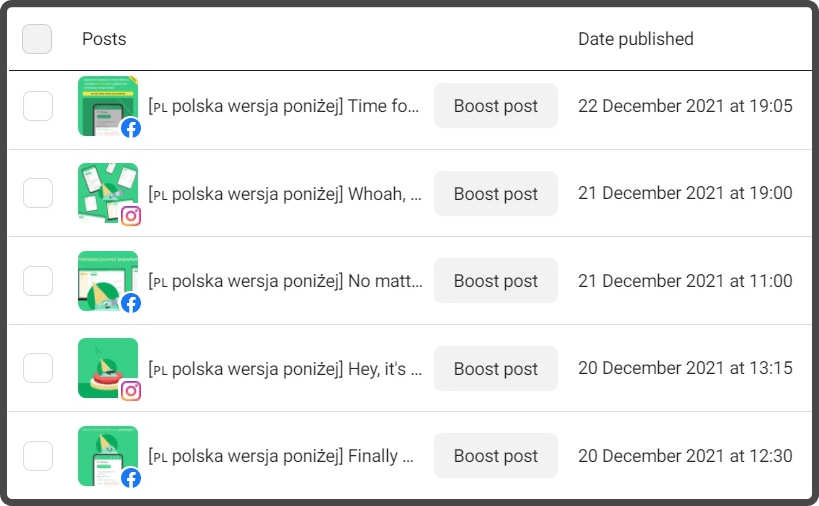 Posts Date published
[PL polska wersja poniżej] Time fo... Boost post 22 December 2021 at 19:05
[PL polska wersja poniżej] Whoah, ... Boost post 21 December 2021 at 19:00
[PL polska wersja poniżej] No matt... Boost post 21 December 2021 at 11:00
[PL polska wersja poniżej] Hey, it's ... Boost post 20 December 2021 at 13:15
[PL polska wersja poniżej] Finally ... Boost post 20 December 2021 at 12:30